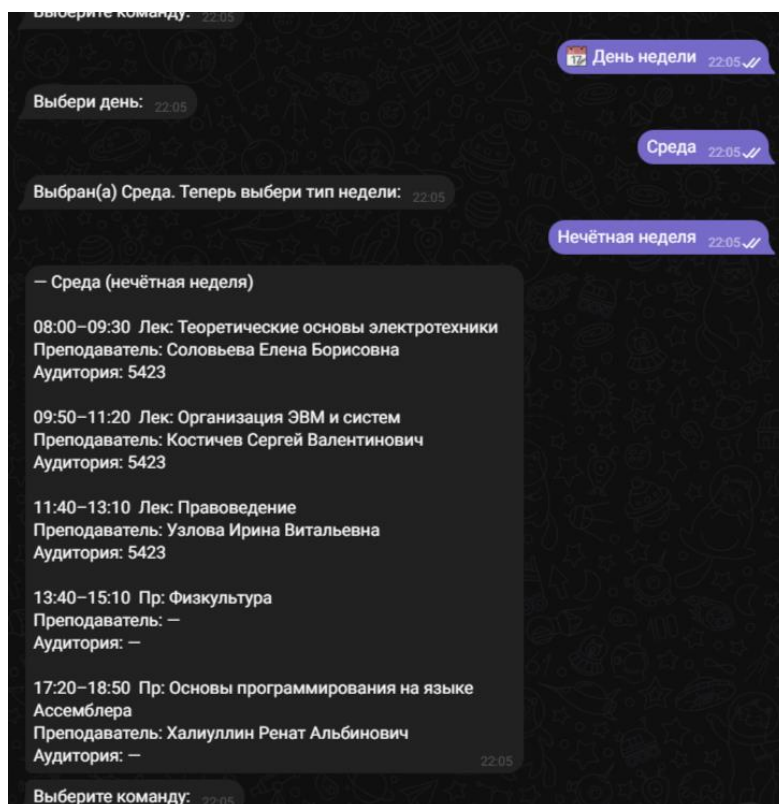 Выберите команду: 22:05
📅 День недели 22:05
Выбери день: 22:05
Среда 22:05
Выбран(а) Среда. Теперь выбери тип недели: 22:05
Нечётная неделя 22:05
— Среда (нечётная неделя)
08:00–09:30 Лек: Теоретические основы электротехники
Преподаватель: Соловьева Елена Борисовна
Аудитория: 5423
09:50–11:20 Лек: Организация ЭВМ и систем
Преподаватель: Костичев Сергей Валентинович
Аудитория: 5423
11:40–13:10 Лек: Правоведение
Преподаватель: Узлова Ирина Витальевна
Аудитория: 5423
13:40–15:10 Пр: Физкультура
Преподаватель: —
Аудитория: —
17:20–18:50 Пр: Основы программирования на языке
Ассемблера
Преподаватель: Халиуллин Ренат Альбинович
Аудитория: — 22:05
Выберите команду: 22:05